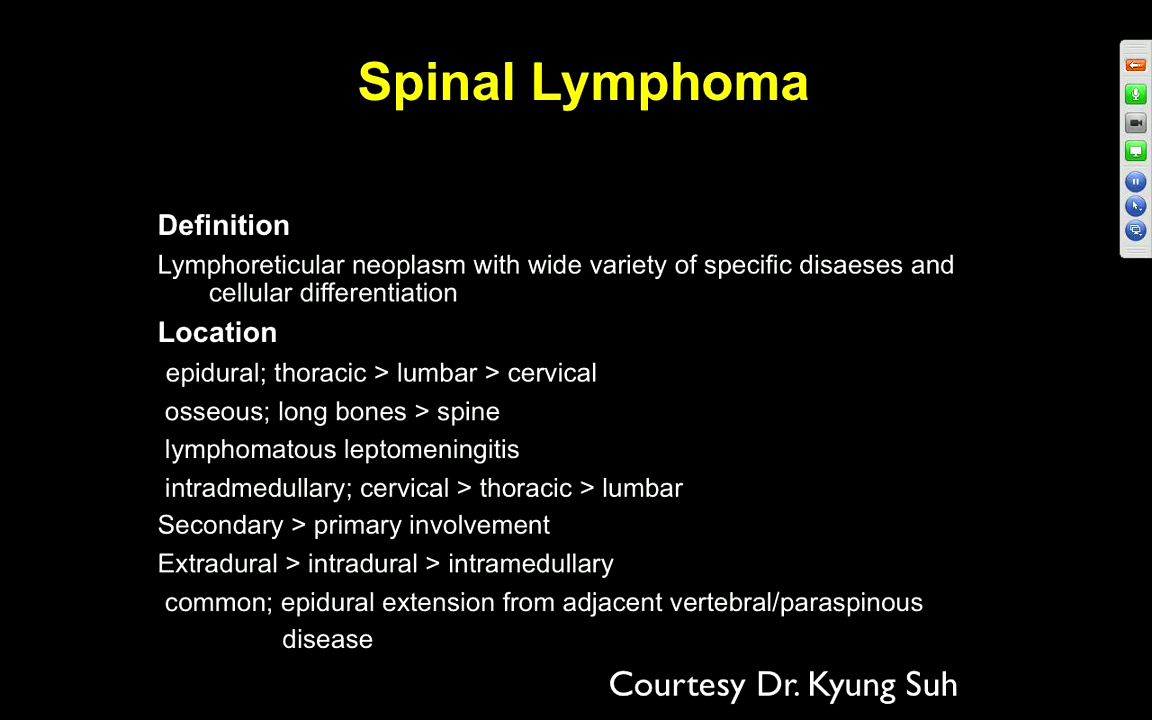 Spinal Lymphoma
Definition
Lymphoreticular neoplasm with wide variety of specific disaeses and
cellular differentiation
Location
epidural; thoracic > lumbar > cervical
osseous; long bones > spine
lymphomatous leptomeningitis
intradmedullary; cervical > thoracic > lumbar
Secondary > primary involvement
Extradural > intradural > intramedullary
common; epidural extension from adjacent vertebral/paraspinous
disease
Courtesy Dr. Kyung Suh